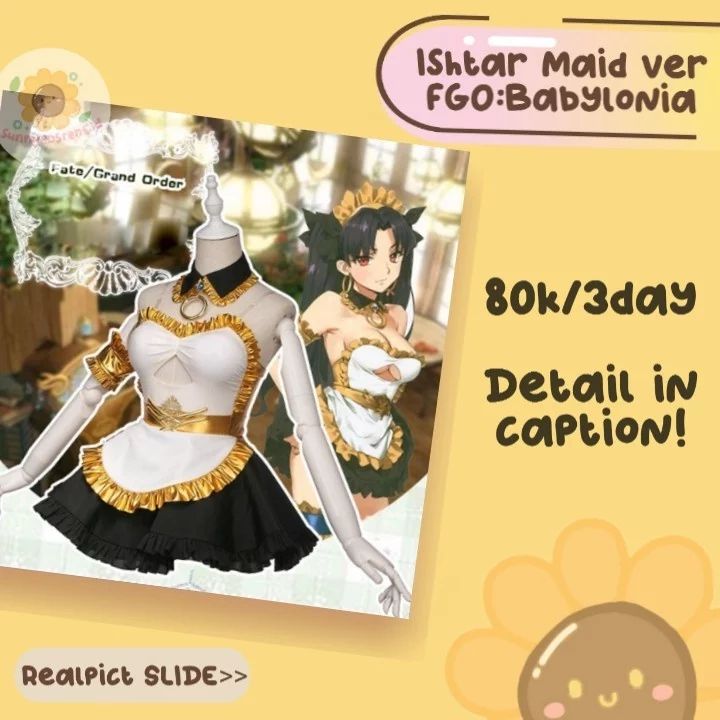 Ishtar Maid ver
FGO:Babylonia
Fate/Grand Order
80k/3day
Detail in
caption!
RealPict SLIDE>>